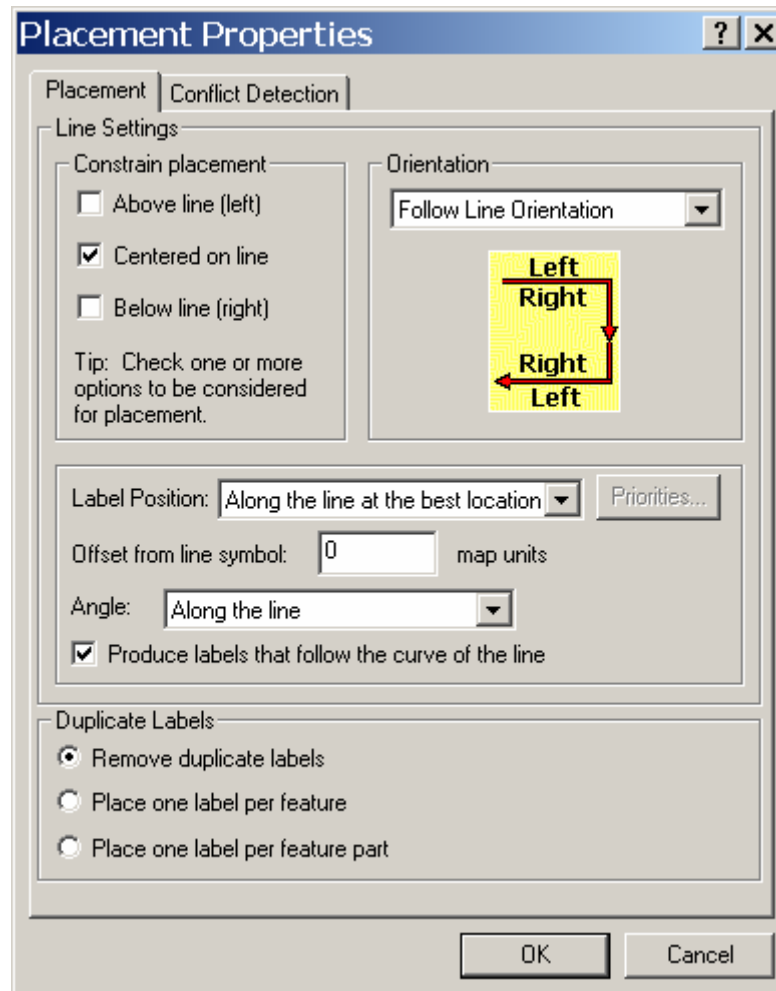 Placement Properties
Placement
Conflict Detection
Line Settings
Constrain placement
Above line (left)
Centered on line
Below line (right)
Tip: Check one or more
options to be considered
for placement.
Orientation
Follow Line Orientation
Left
Right
Right
Left
Label Position: Along the line at the best location Priorities...
Offset from line symbol: 0 map units
Angle: Along the line
Produce labels that follow the curve of the line
Duplicate Labels
Remove duplicate labels
Place one label per feature
Place one label per feature part
OK Cancel